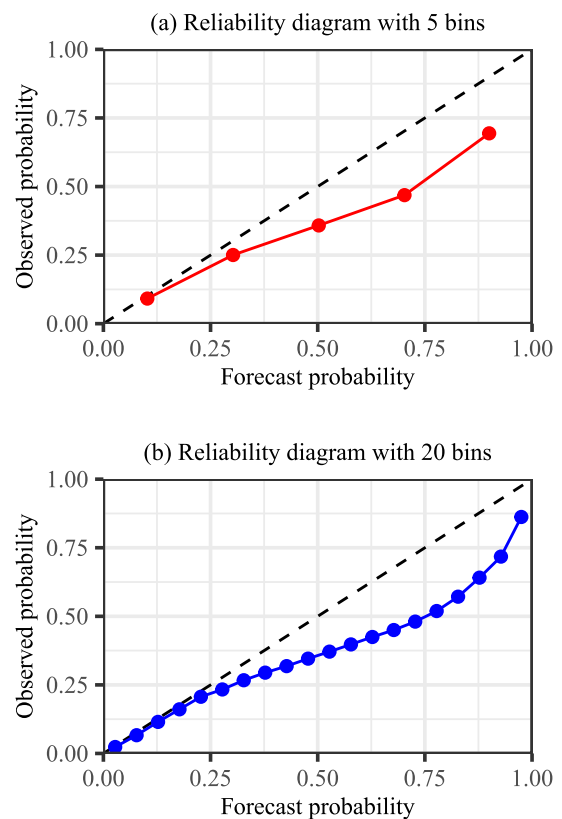 (a) Reliability diagram with 5 bins
1.00
0.75
0.50
0.25
0.00
Observed probability
0.00 0.25 0.50 0.75 1.00
Forecast probability
(b) Reliability diagram with 20 bins
1.00
0.75
0.50
0.25
0.00
Observed probability
0.00 0.25 0.50 0.75 1.00
Forecast probability